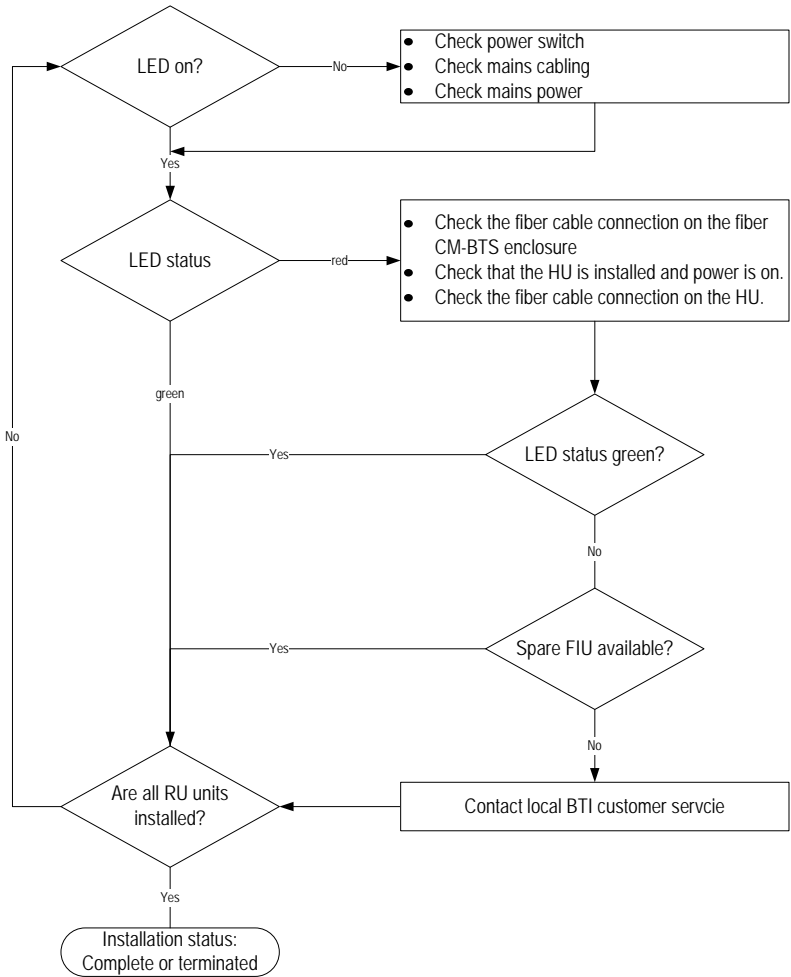 LED on?
No
● Check power switch
● Check mains cabling
● Check mains power
Yes
LED status
red
● Check the fiber cable connection on the fiber
CM-BTS enclosure
● Check that the HU is installed and power is on.
● Check the fiber cable connection on the HU.
green
No
Yes
LED status green?
No
Yes
Spare FIU available?
No
Are all RU units
installed?
Contact local BTI customer servcie
Yes
Installation status:
Complete or terminated